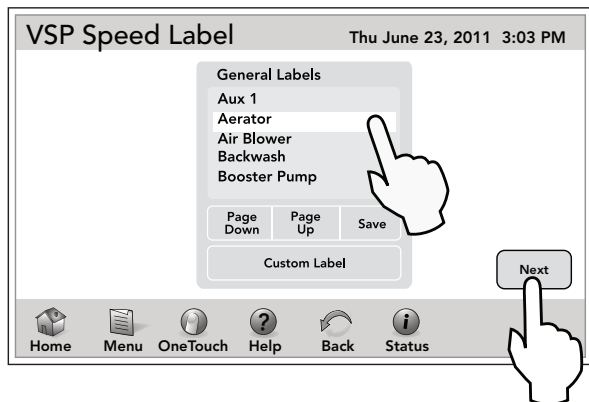 VSP Speed Label Thu June 23, 2011 3:03 PM
General Labels
Aux 1
Aerator
Air Blower
Backwash
Booster Pump
Page Down
Page Up
Save
Custom Label
Next
Home Menu OneTouch Help Back Status